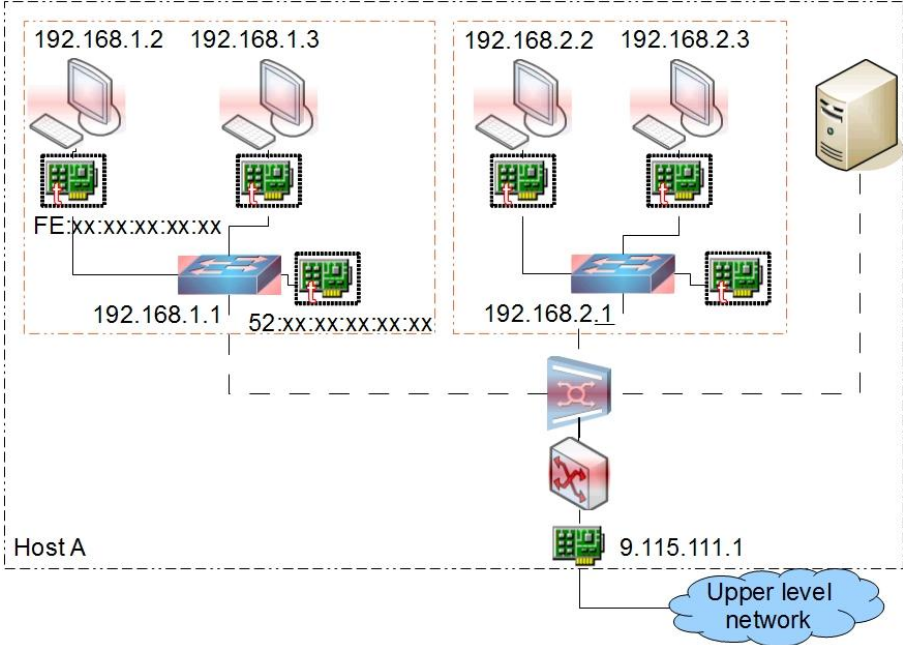 192.168.1.2
192.168.1.3
192.168.2.2
192.168.2.3
FE:xx:xx:xx:xx:xx
192.168.1.1
52:xx:xx:xx:xx:xx
192.168.2.1
Host A
9.115.111.1
Upper level
network